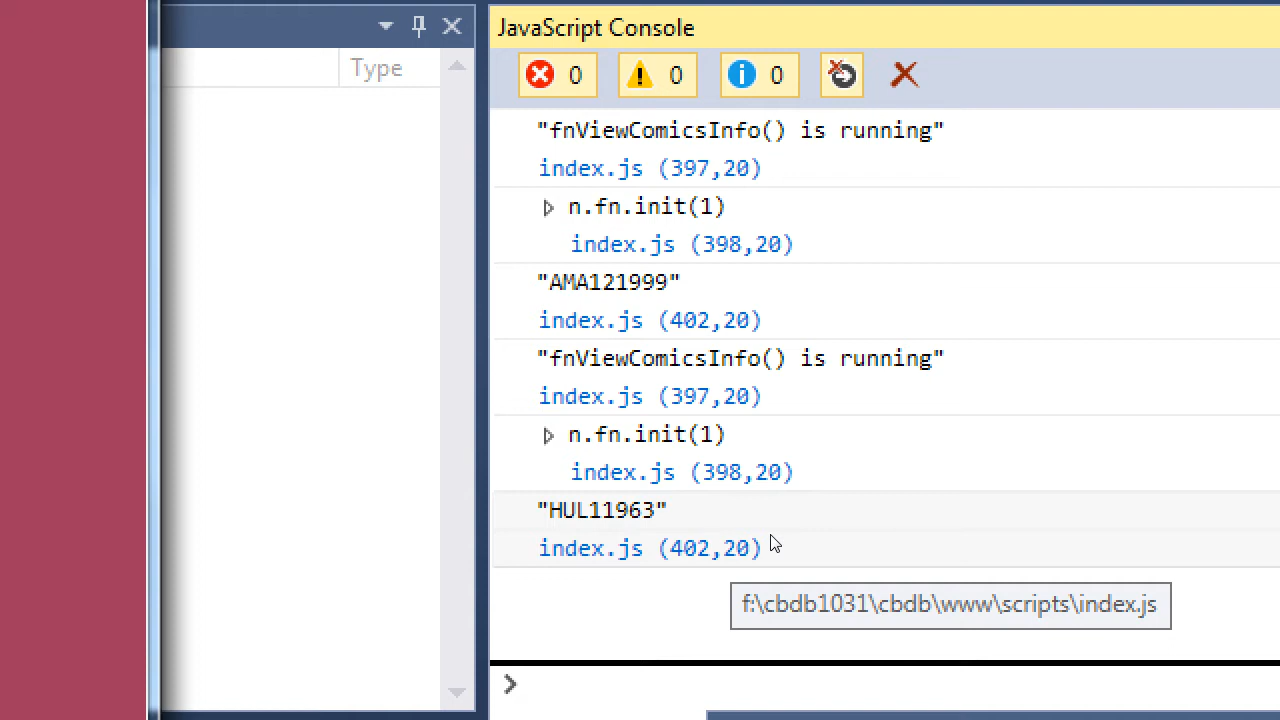 Type
JavaScript Console
0 0 0
"fnViewComicsInfo() is running"
index.js (397,20)
n.fn.init(1)
index.js (398,20)
"AMA121999"
index.js (402,20)
"fnViewComicsInfo() is running"
index.js (397,20)
n.fn.init(1)
index.js (398,20)
"HUL11963"
index.js (402,20)
f:\cbdb1031\cbdb\www\scripts\index.js